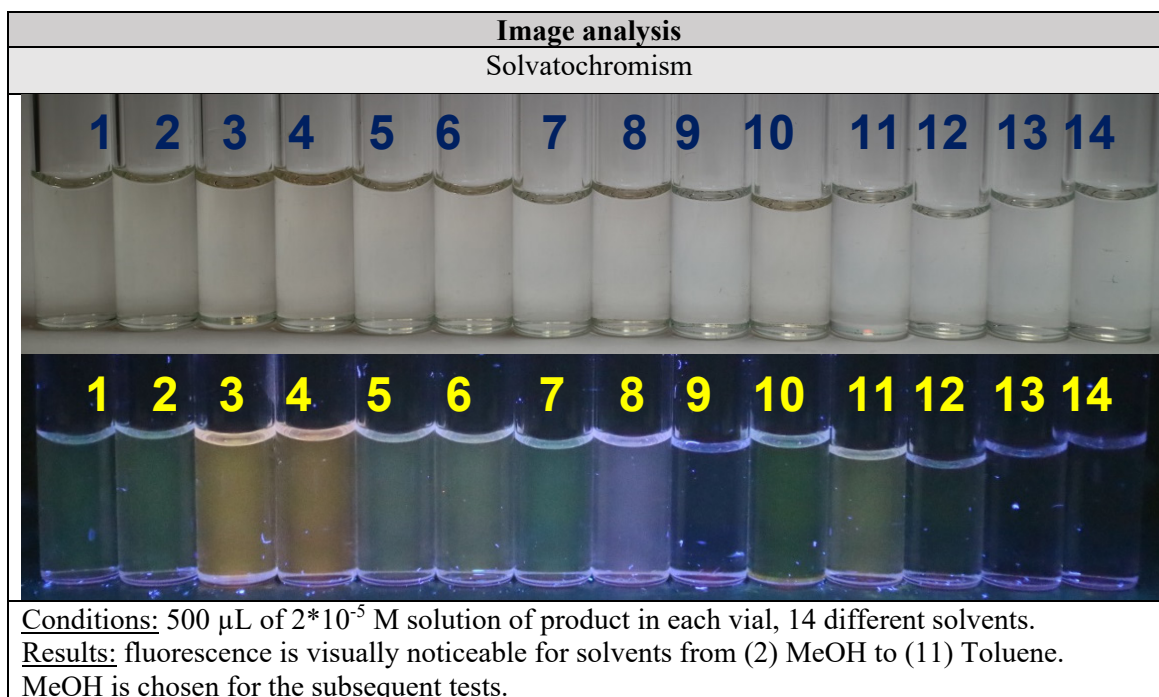 Image analysis
Solvatochromism
1 2 3 4 5 6 7 8 9 10 11 12 13 14
1 2 3 4 5 6 7 8 9 10 11 12 13 14
Conditions: 500 µL of 2*10⁻⁵ M solution of product in each vial, 14 different solvents.
Results: fluorescence is visually noticeable for solvents from (2) MeOH to (11) Toluene.
MeOH is chosen for the subsequent tests.